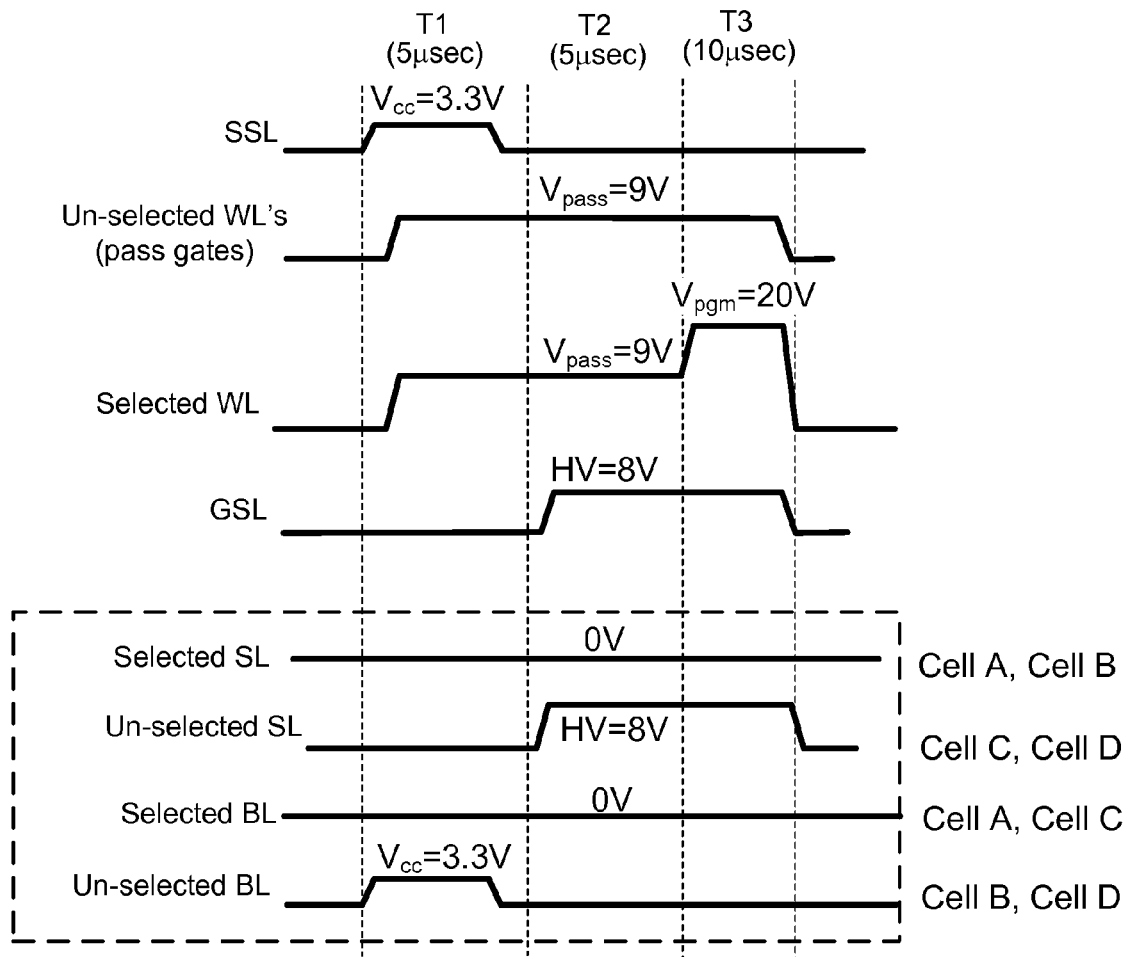 T1 T2 T3
(5μsec) (5μsec) (10μsec)
Vcc=3.3V
SSL
Vpass=9V
Un-selected WL's
(pass gates)
Vpgm=20V
Vpass=9V
Selected WL
HV=8V
GSL
0V
Selected SL
Cell A, Cell B
Un-selected SL
HV=8V
Cell C, Cell D
0V
Selected BL
Cell A, Cell C
Vcc=3.3V
Un-selected BL
Cell B, Cell D